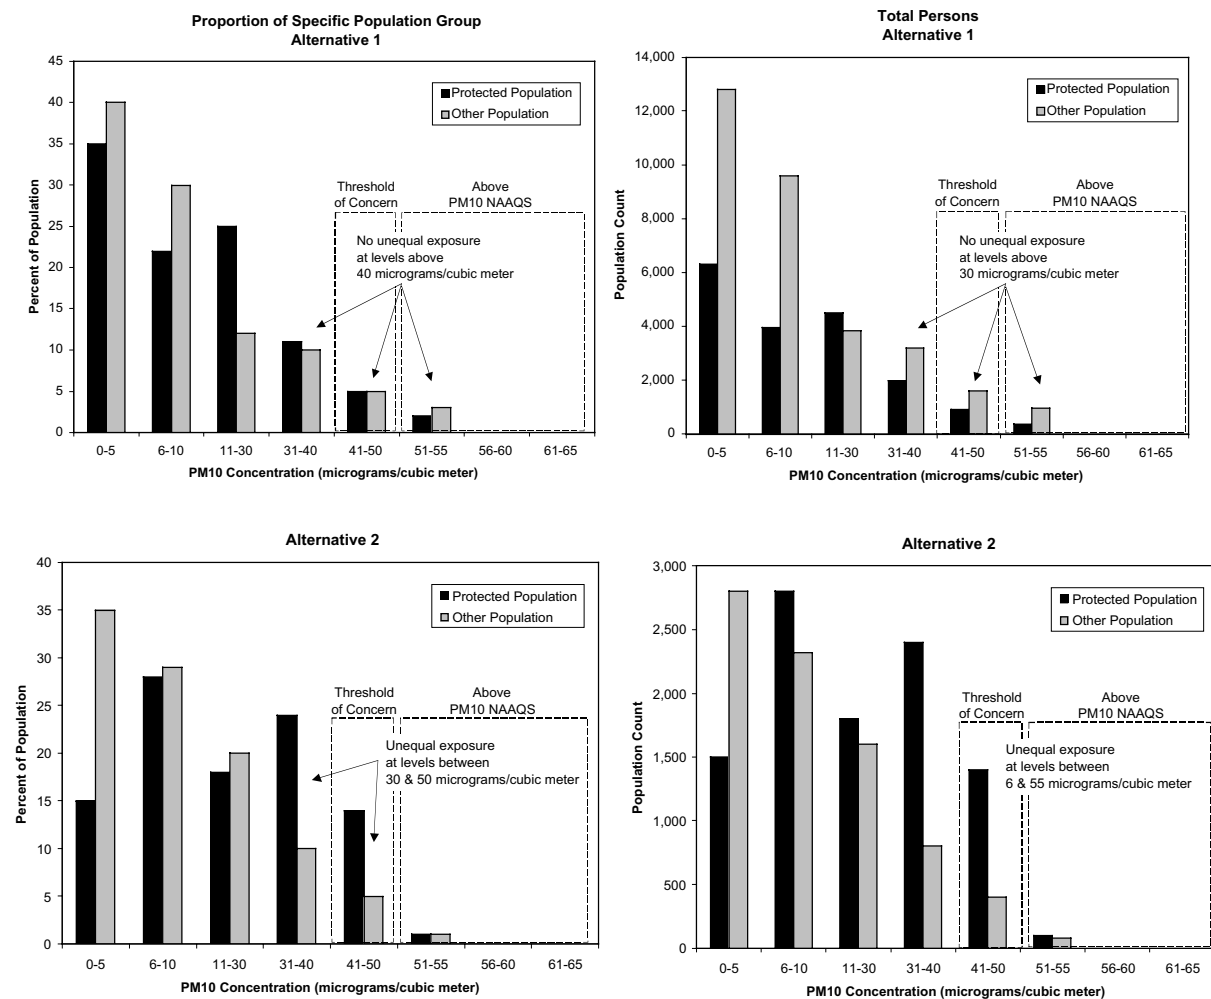 Proportion of Specific Population Group
Alternative 1
45
40
35
30
25
20
15
10
5
0
Percent of Population
Protected Population
Other Population
Threshold
of Concern
Above
PM10 NAAQS
No unequal exposure
at levels above
40 micrograms/cubic meter
0-5
6-10
11-30
31-40
41-50
51-55
56-60
61-65
PM10 Concentration (micrograms/cubic meter)
Total Persons
Alternative 1
14,000
12,000
10,000
8,000
6,000
4,000
2,000
0
Population Count
Protected Population
Other Population
Threshold
of Concern
Above
PM10 NAAQS
No unequal exposure
at levels above
30 micrograms/cubic meter
0-5
6-10
11-30
31-40
41-50
51-55
56-60
61-65
PM10 Concentration (micrograms/cubic meter)
Alternative 2
40
35
30
25
20
15
10
5
0
Percent of Population
Protected Population
Other Population
Threshold
of Concern
Above
PM10 NAAQS
Unequal exposure
at levels between
30 & 50 micrograms/cubic meter
0-5
6-10
11-30
31-40
41-50
51-55
56-60
61-65
PM10 Concentration (micrograms/cubic meter)
Alternative 2
3,000
2,500
2,000
1,500
1,000
500
0
Population Count
Protected Population
Other Population
Threshold
of Concern
Above
PM10 NAAQS
Unequal exposure
at levels between
6 & 55 micrograms/cubic meter
0-5
6-10
11-30
31-40
41-50
51-55
56-60
61-65
PM10 Concentration (micrograms/cubic meter)